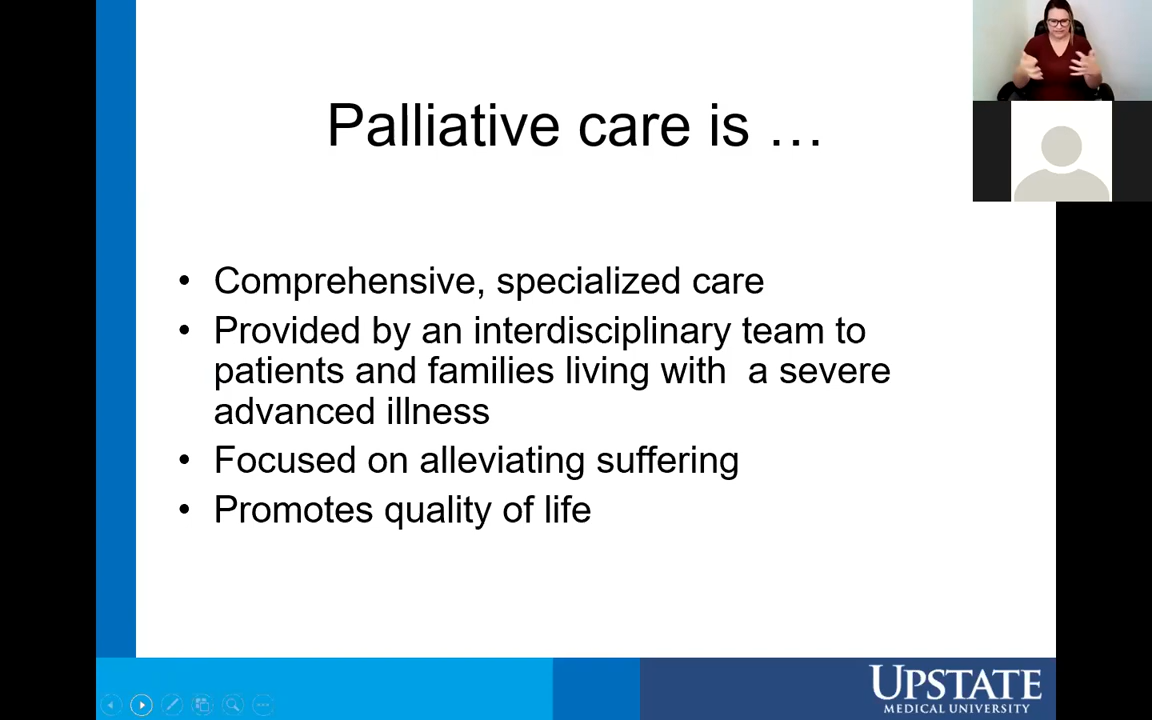 Palliative care is …
• Comprehensive, specialized care
• Provided by an interdisciplinary team to
patients and families living with  a severe
advanced illness
• Focused on alleviating suffering
• Promotes quality of life
UPSTATE
MEDICAL UNIVERSITY